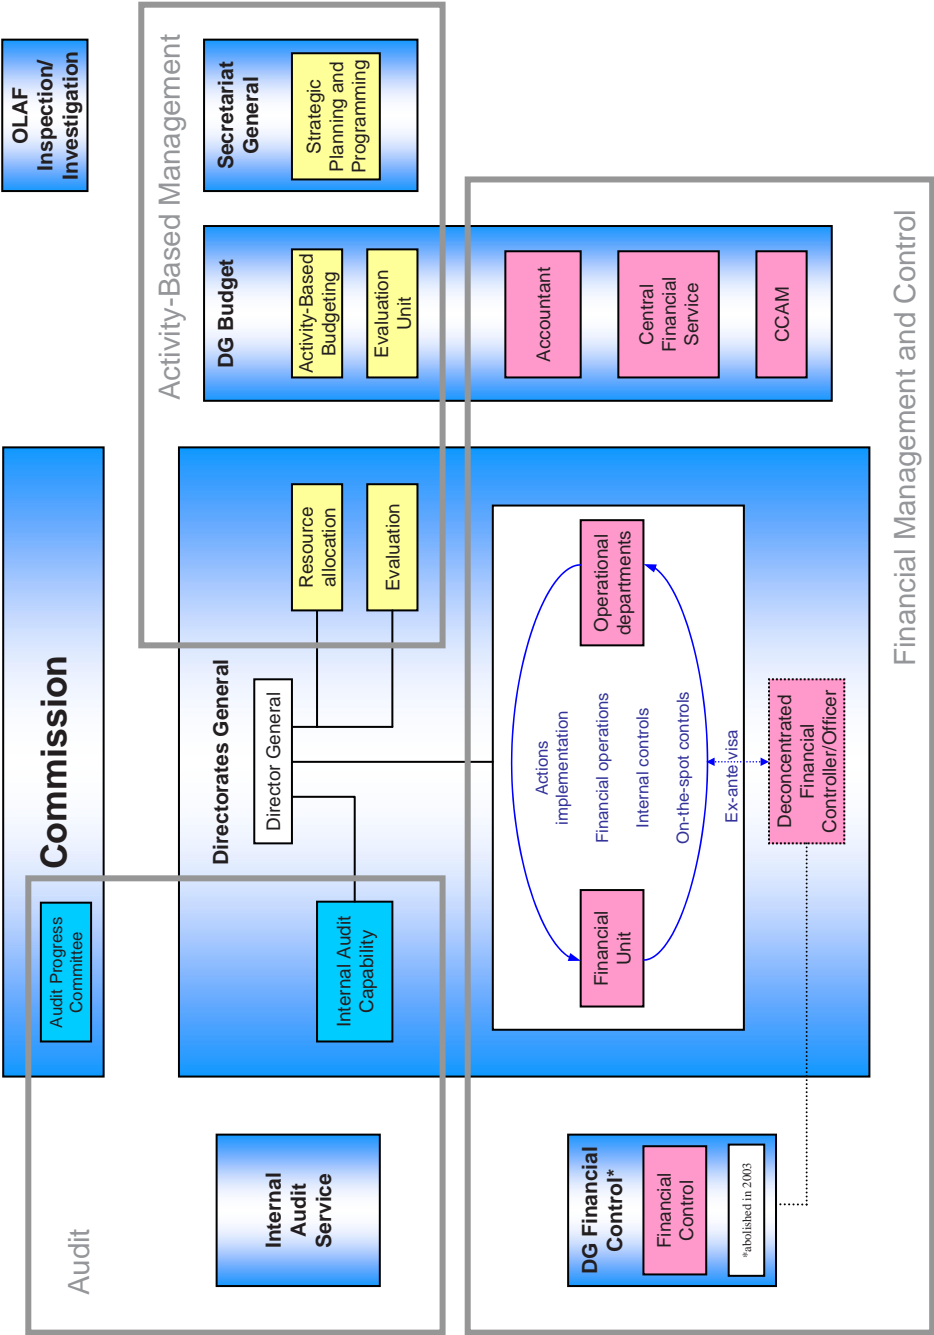 Audit
Audit Progress
Committee
Commission
OLAF
Inspection/
Investigation
Activity-Based Management
Internal
Audit
Service
Directorates General
Director General
Internal Audit
Capability
Resource
allocation
Evaluation
DG Budget
Activity-Based
Budgeting
Evaluation
Unit
Secretariat
General
Strategic
Planning and
Programming
DG Financial
Control*
Financial
Control
*abolished in 2003
Financial
Unit
Actions
implementation
Financial operations
Internal controls
On-the-spot controls
Ex-ante visa
Operational
departments
Deconcentrated
Financial
Controller/Officer
Accountant
Central
Financial
Service
CCAM
Financial Management and Control